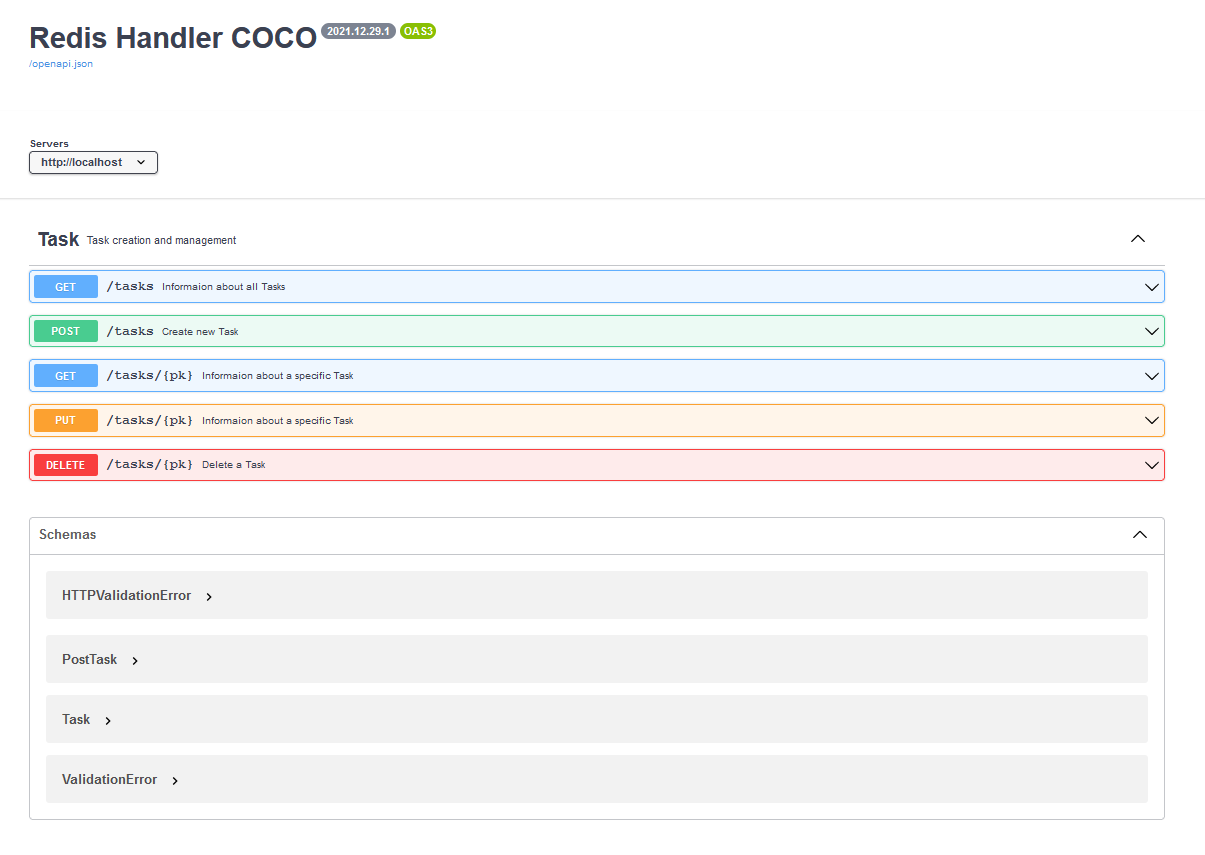 Redis Handler COCO 2021.12.29.1 OAS3
/openapi.json
Servers
http://localhost
Task Task creation and management
GET /tasks Informaion about all Tasks
POST /tasks Create new Task
GET /tasks/{pk} Informaion about a specific Task
PUT /tasks/{pk} Informaion about a specific Task
DELETE /tasks/{pk} Delete a Task
Schemas
HTTPValidationError
PostTask
Task
ValidationError